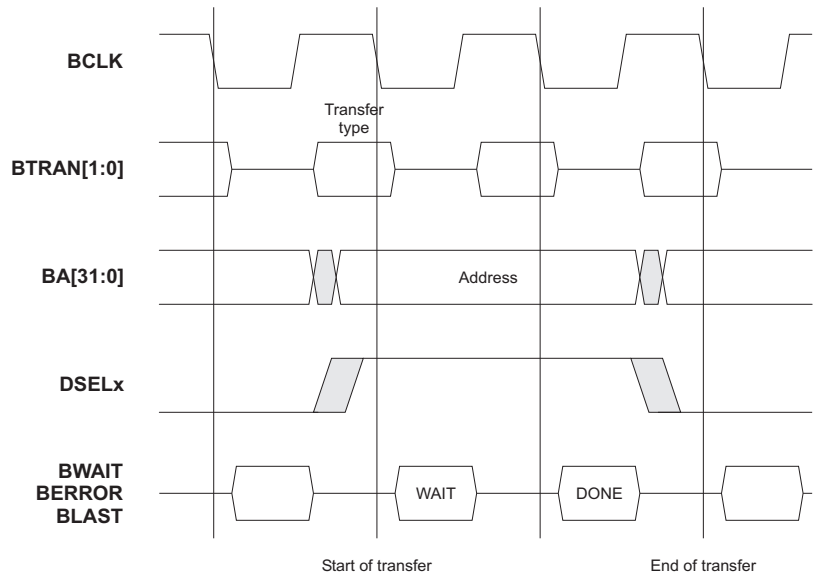 BCLK
Transfer
type
BTRAN[1:0]
BA[31:0]
Address
DSELx
BWAIT
BERROR
BLAST
WAIT
DONE
Start of transfer
End of transfer